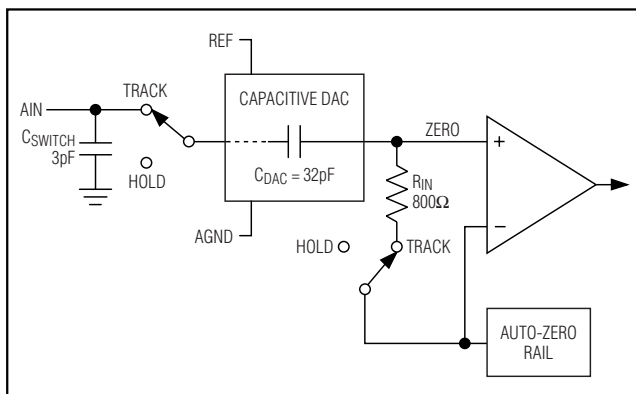 REF
TRACK
CAPACITIVE DAC
AIN
ZERO
CSWITCH
3pF
CDAC = 32pF
HOLD
RIN
800Ω
+
−
AGND
HOLD
TRACK
AUTO-ZERO
RAIL